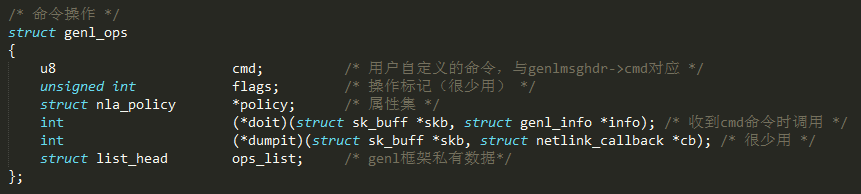 /* 命令操作 */
struct genl_ops
{
    u8                    cmd;            /* 用户自定义的命令，与genlmsghdr->cmd对应 */
    unsigned int          flags;          /* 操作标记（很少用） */
    struct nla_policy     *policy;        /* 属性集 */
    int                   (*doit)(struct sk_buff *skb, struct genl_info *info); /* 收到cmd命令时调用 */
    int                   (*dumpit)(struct sk_buff *skb, struct netlink_callback *cb); /* 很少用 */
    struct list_head      ops_list;       /* genl框架私有数据*/
};